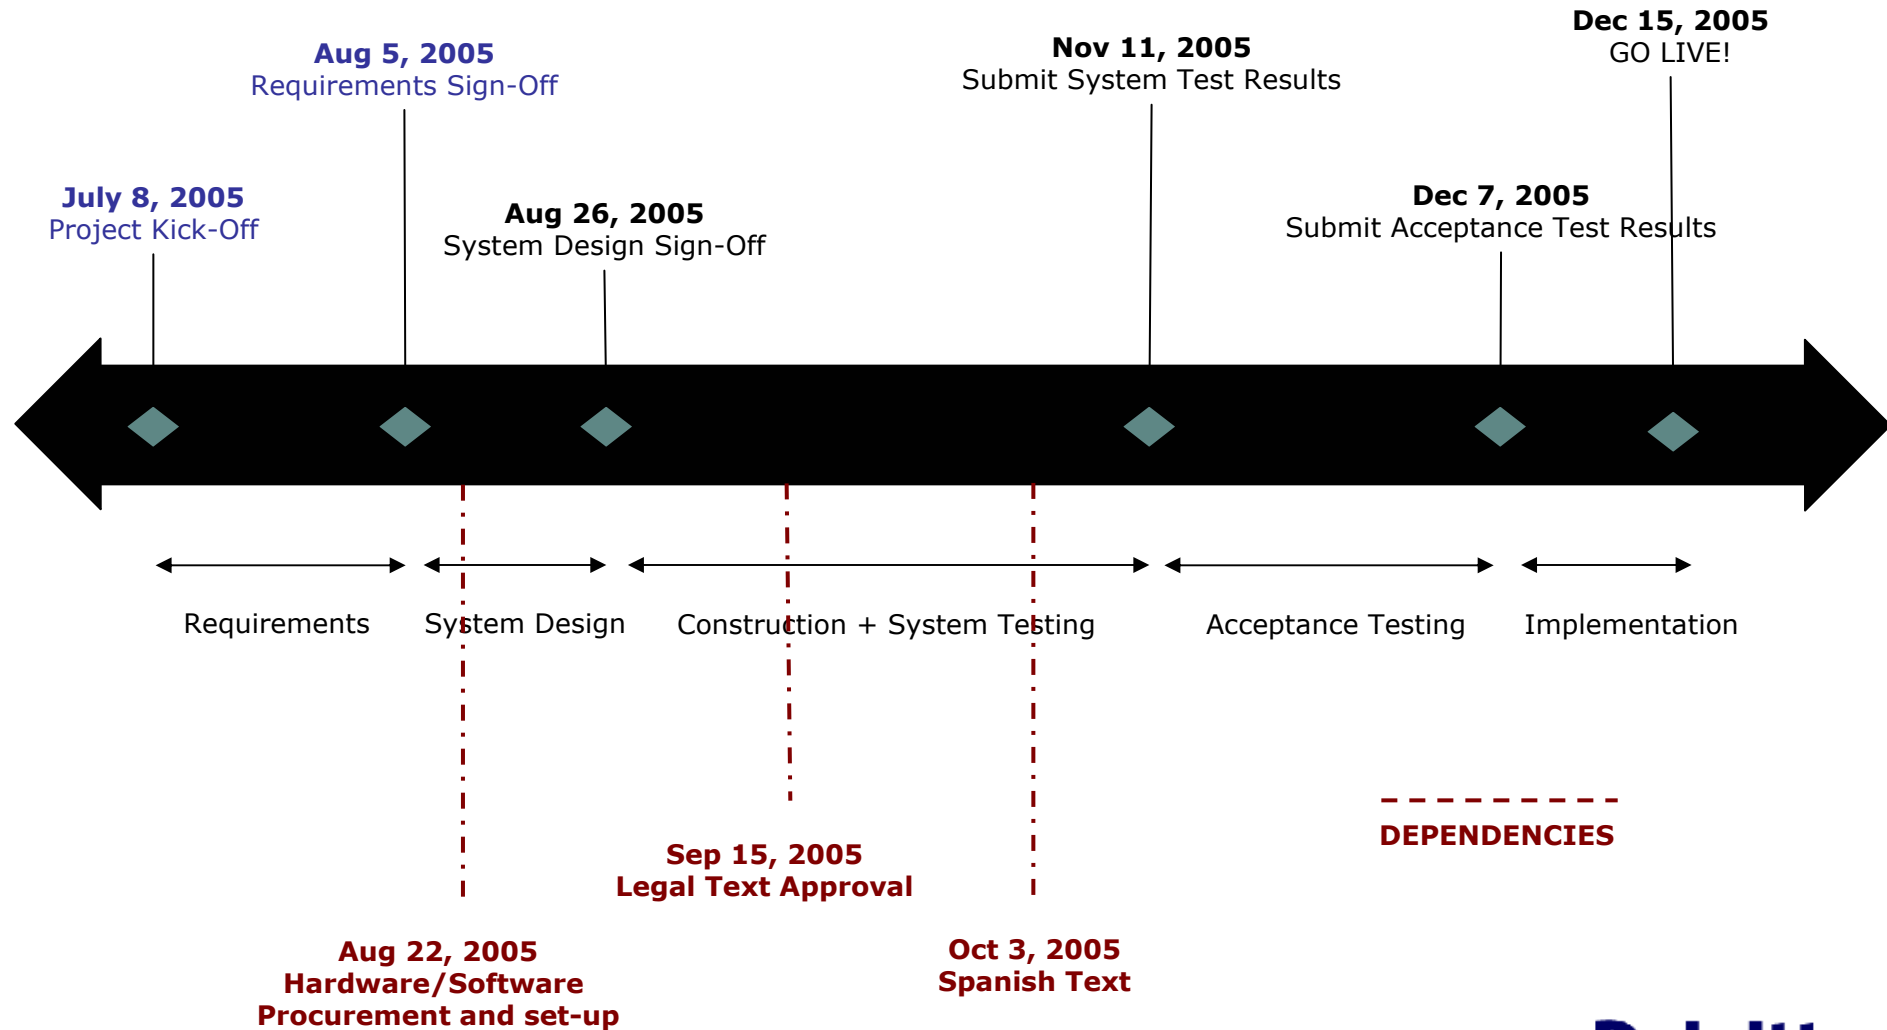 Dec 15, 2005
GO LIVE!
Nov 11, 2005
Submit System Test Results
Aug 5, 2005
Requirements Sign-Off
July 8, 2005
Project Kick-Off
Aug 26, 2005
System Design Sign-Off
Dec 7, 2005
Submit Acceptance Test Results
Requirements
System Design
Construction + System Testing
Acceptance Testing
Implementation
DEPENDENCIES
Sep 15, 2005
Legal Text Approval
Aug 22, 2005
Hardware/Software
Procurement and set-up
Oct 3, 2005
Spanish Text